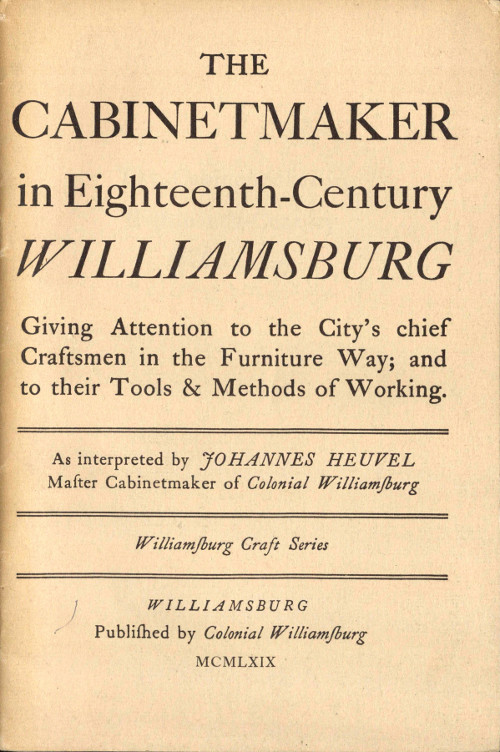 THE
CABINETMAKER
in Eighteenth-Century
WILLIAMSBURG
Giving Attention to the City's chief
Craftsmen in the Furniture Way; and
to their Tools & Methods of Working.
As interpreted by JOHANNES HEUVEL
Maſter Cabinetmaker of Colonial Williamſburg
Williamſburg Craft Series
WILLIAMSBURG
Publiſhed by Colonial Williamſburg
MCMLXIX